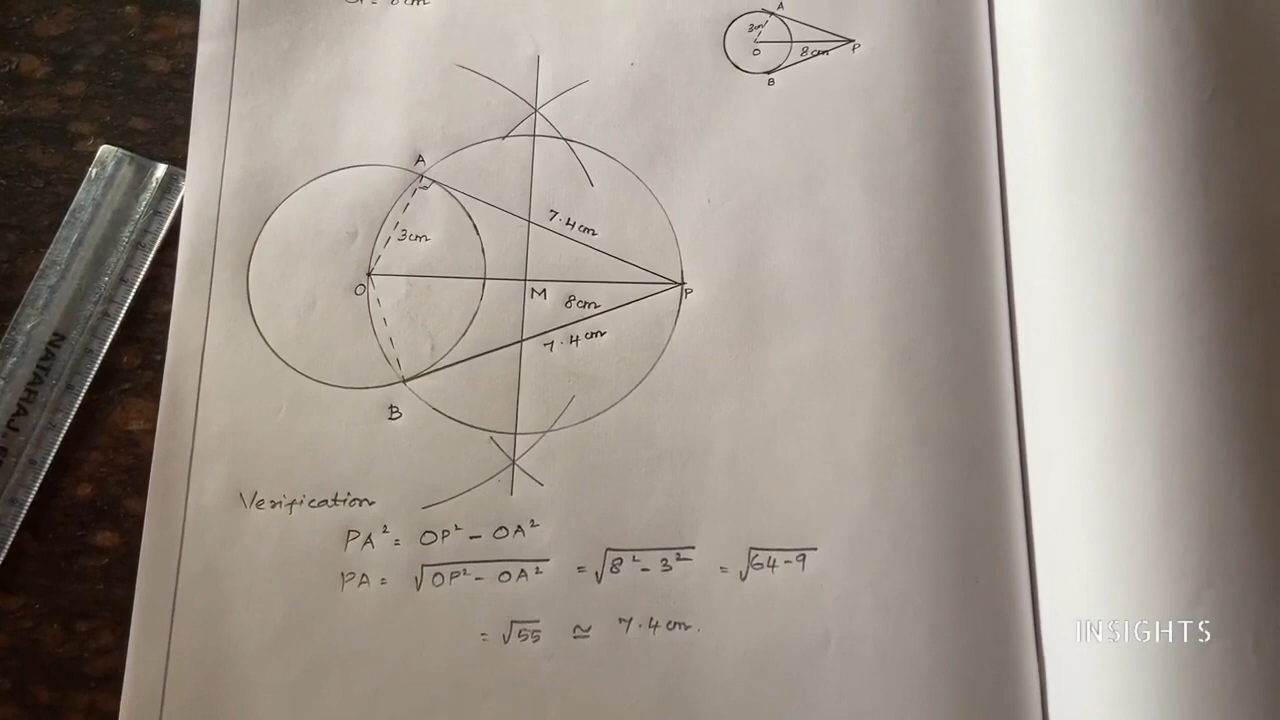 = 8cm
A
3cm
O
8cm
P
B
A
7.4cm
3cm
O
M
P
8cm
7.4cm
B
NATARAJ
Verification
PA² = OP² - OA²
PA = √OP² - OA² = √8² - 3² = √64-9
= √55 ≅ 7.4cm.
INSIGHTS